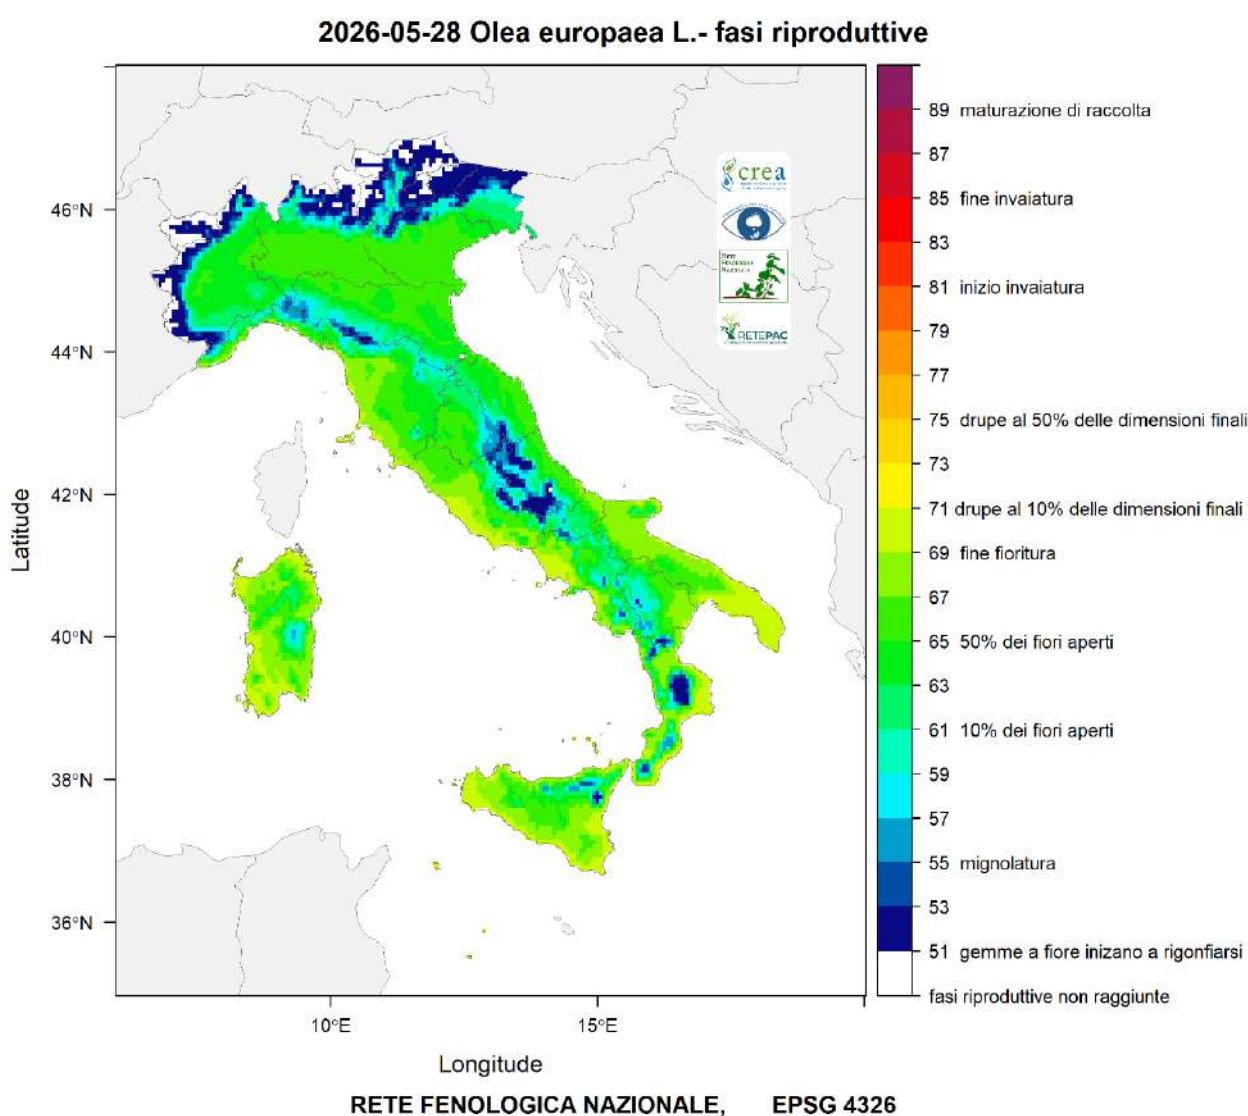 2026-05-28 Olea europaea L.- fasi riproduttive
89 maturazione di raccolta
87
85 fine invaiatura
83
81 inizio invaiatura
79
77
75 drupe al 50% delle dimensioni finali
73
71 drupe al 10% delle dimensioni finali
69 fine fioritura
67
65 50% dei fiori aperti
63
61 10% dei fiori aperti
59
57
55 mignolatura
53
51 gemme a fiore inizano a rigonfiarsi
fasi riproduttive non raggiunte
crea
Rete
Fenologica
Nazionale
RETEPAC
46°N
44°N
42°N
40°N
38°N
36°N
Latitude
10°E
15°E
Longitude
RETE FENOLOGICA NAZIONALE, EPSG 4326